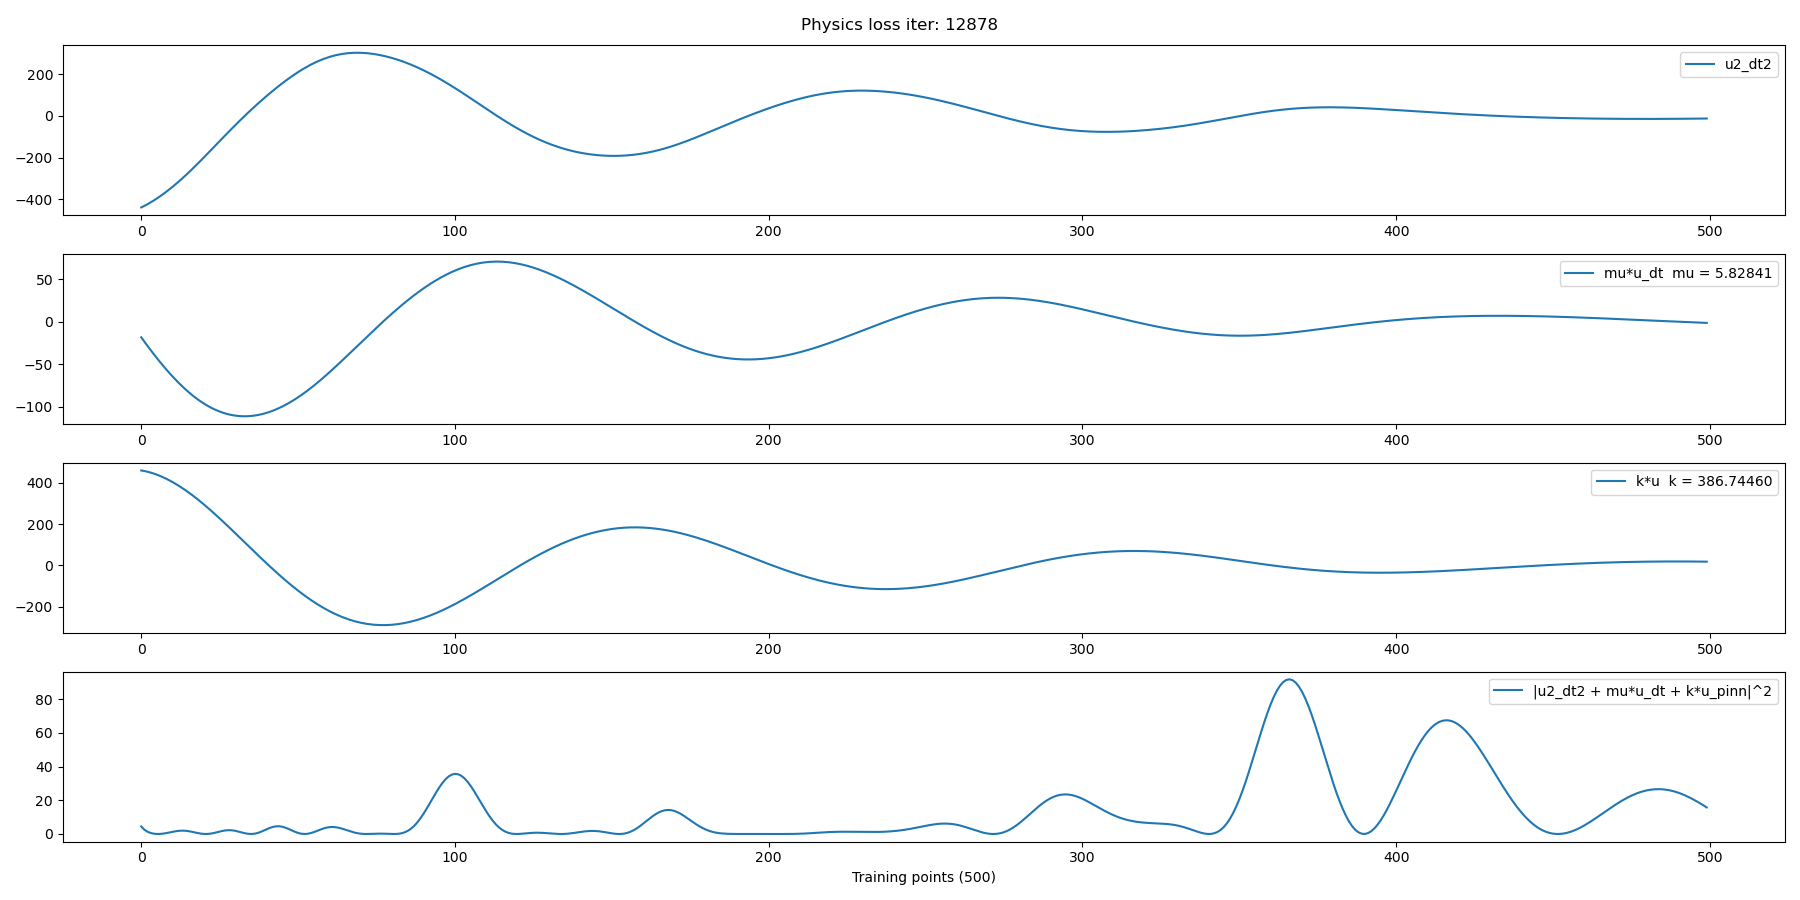 Physics loss iter: 12878
u2_dt2
200
0
−200
−400
0 100 200 300 400 500
mu*u_dt  mu = 5.82841
50
0
−50
−100
0 100 200 300 400 500
k*u  k = 386.74460
400
200
0
−200
0 100 200 300 400 500
|u2_dt2 + mu*u_dt + k*u_pinn|^2
80
60
40
20
0
0 100 200 300 400 500
Training points (500)